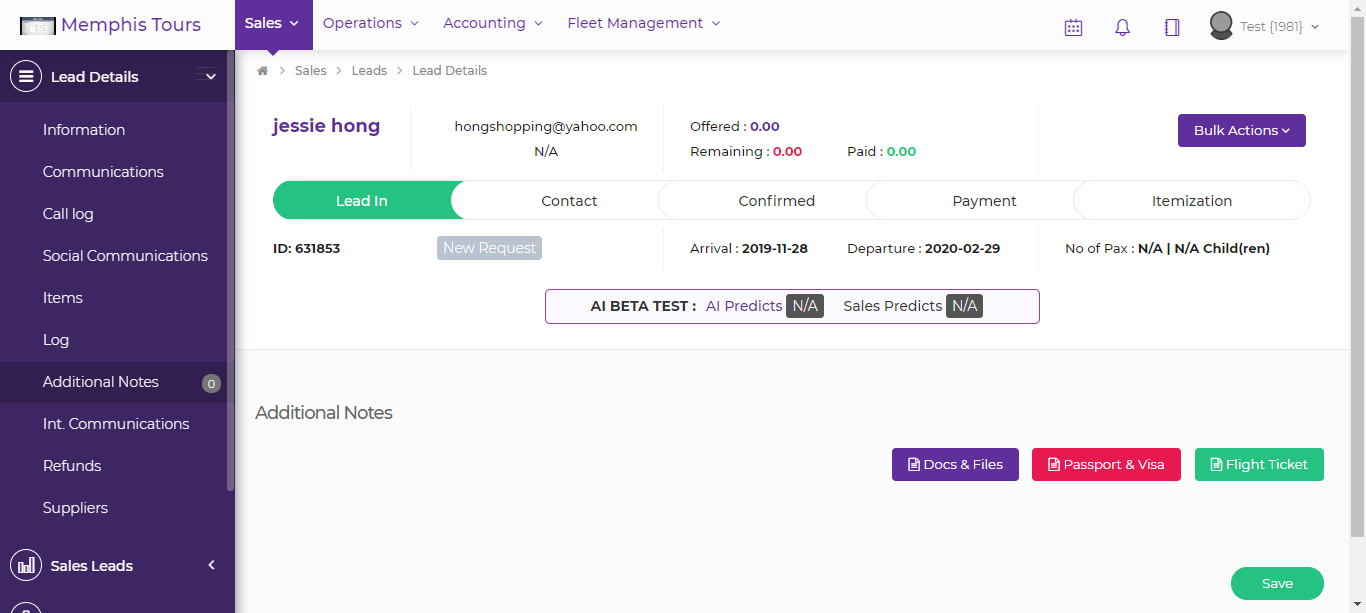 Memphis Tours
Sales
Operations
Accounting
Fleet Management
Test {1981}
Lead Details
Information
Communications
Call log
Social Communications
Items
Log
Additional Notes
0
Int. Communications
Refunds
Suppliers
Sales Leads
Sales > Leads > Lead Details
jessie hong
hongshopping@yahoo.com
N/A
Offered : 0.00
Remaining : 0.00
Paid : 0.00
Bulk Actions
Lead In
Contact
Confirmed
Payment
Itemization
ID: 631853
New Request
Arrival : 2019-11-28
Departure : 2020-02-29
No of Pax : N/A | N/A Child(ren)
AI BETA TEST : AI Predicts N/A Sales Predicts N/A
Additional Notes
Docs & Files
Passport & Visa
Flight Ticket
Save